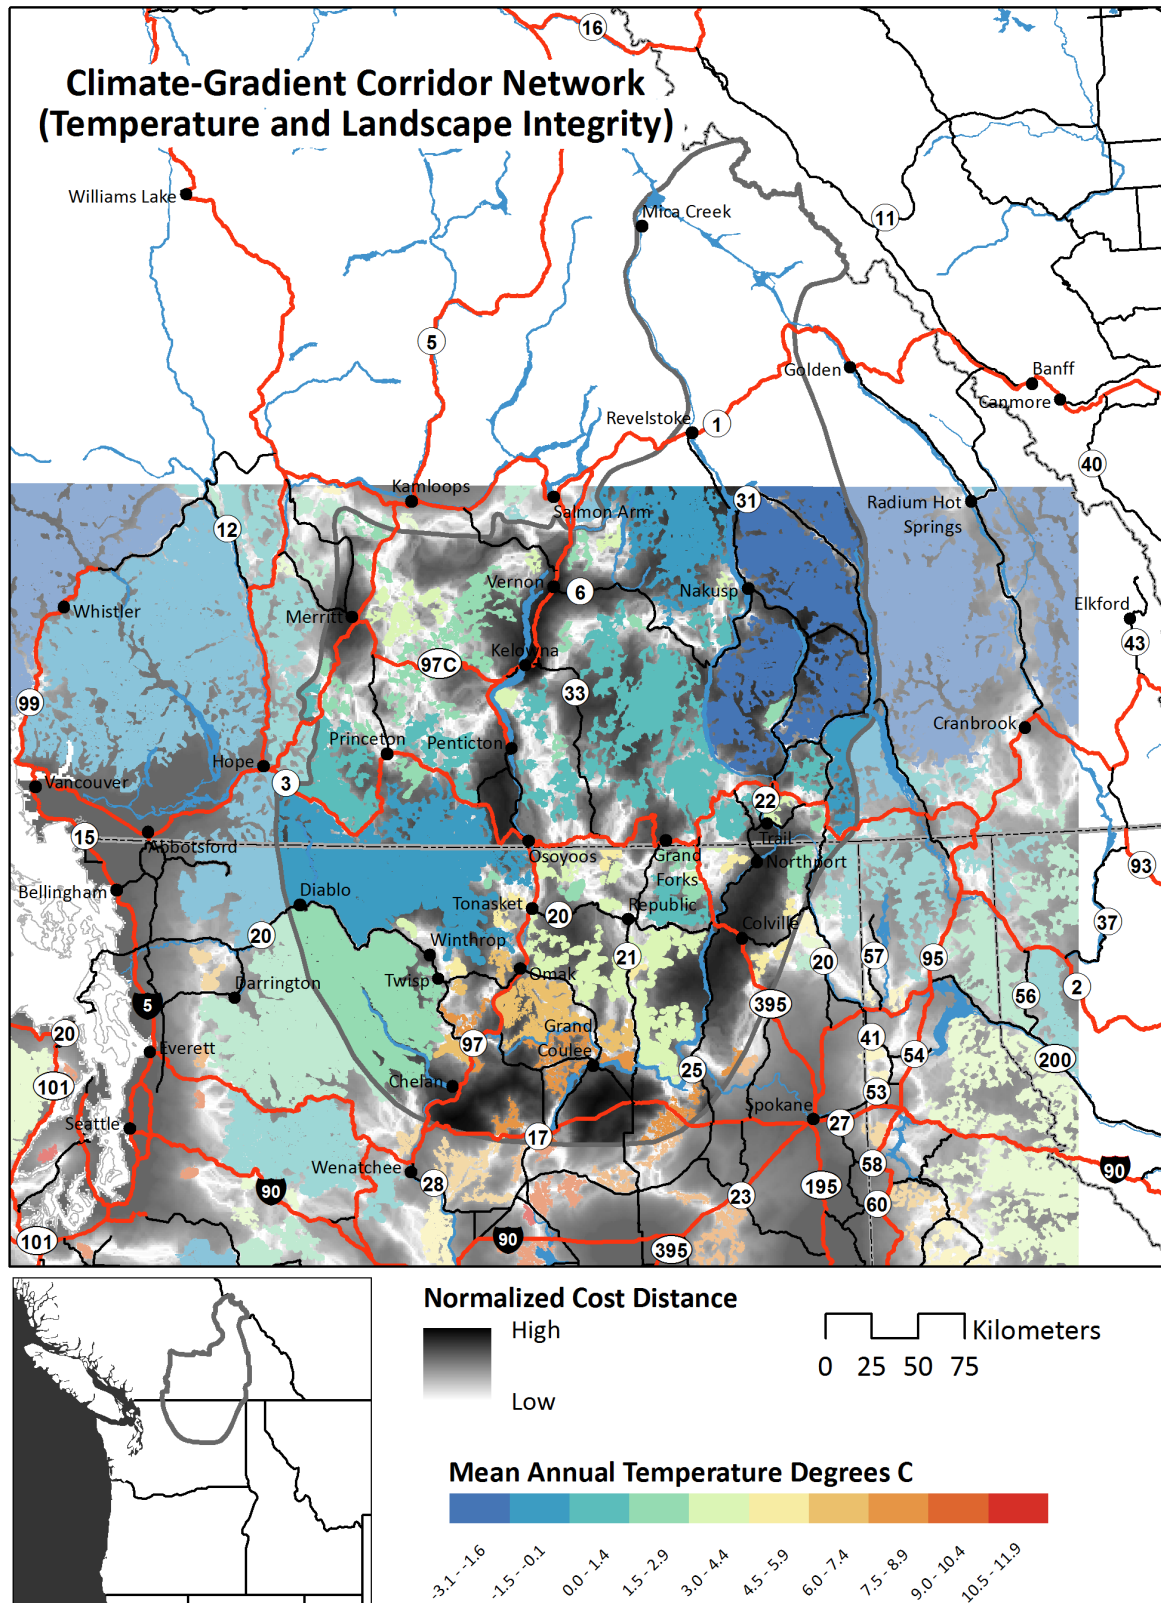 16
Climate-Gradient Corridor Network
(Temperature and Landscape Integrity)
Williams Lake
Mica Creek
11
5
Golden
Banff
Canmore
Revelstoke
1
40
Kamloops
Salmon Arm
31
Radium Hot
Springs
12
Vernon
6
Nakusp
Whistler
Merritt
Elkford
43
Kelowna
97C
33
99
Princeton
Penticton
Cranbrook
Hope
3
Vancouver
22
15
Abbotsford
Trail
Osoyoos
Grand
Forks
Northport
93
Bellingham
Diablo
Tonasket
20
Republic
37
20
Winthrop
21
Colville
20
57
95
Darrington
Twisp
Omak
56
2
5
395
20
Everett
97
Grand
Coulee
41
54
200
101
Chelan
25
53
Seattle
17
Spokane
27
Wenatchee
28
58
90
90
23
195
60
101
90
395
Normalized Cost Distance
High
Low
Kilometers
0 25 50 75
Mean Annual Temperature Degrees C
-3.1 - -1.6
-1.5 - -0.1
0.0 - 1.4
1.5 - 2.9
3.0 - 4.4
4.5 - 5.9
6.0 - 7.4
7.5 - 8.9
9.0 - 10.4
10.5 - 11.9